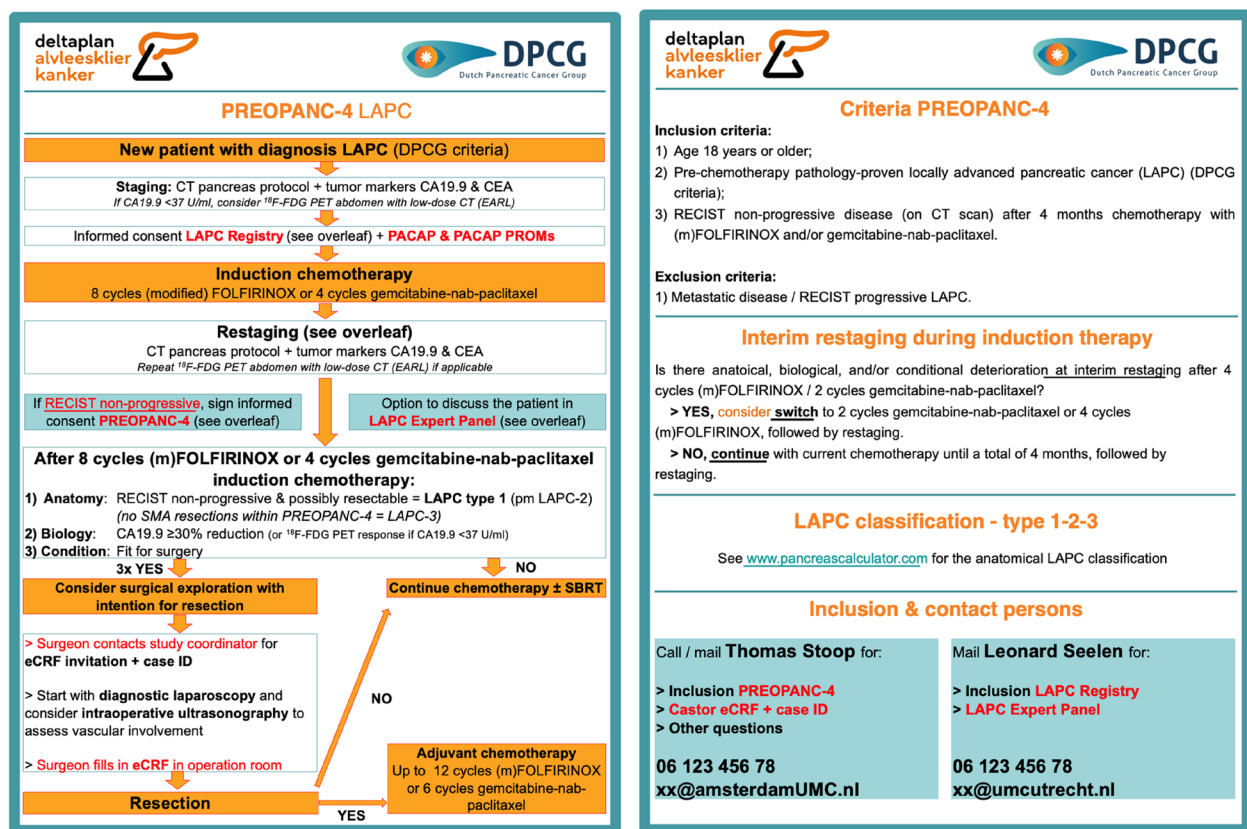 deltaplan
alvleesklier
kanker
DPCG
Dutch Pancreatic Cancer Group
PREOPANC-4 LAPC
New patient with diagnosis LAPC (DPCG criteria)
Staging: CT pancreas protocol + tumor markers CA19.9 & CEA
If CA19.9 <37 U/ml, consider ¹⁸F-FDG PET abdomen with low-dose CT (EARL)
Informed consent LAPC Registry (see overleaf) + PACAP & PACAP PROMs
Induction chemotherapy
8 cycles (modified) FOLFIRINOX or 4 cycles gemcitabine-nab-paclitaxel
Restaging (see overleaf)
CT pancreas protocol + tumor markers CA19.9 & CEA
Repeat ¹⁸F-FDG PET abdomen with low-dose CT (EARL) if applicable
If RECIST non-progressive, sign informed
consent PREOPANC-4 (see overleaf)
Option to discuss the patient in
LAPC Expert Panel (see overleaf)
After 8 cycles (m)FOLFIRINOX or 4 cycles gemcitabine-nab-paclitaxel
induction chemotherapy:
1) Anatomy: RECIST non-progressive & possibly resectable = LAPC type 1 (pm LAPC-2)
(no SMA resections within PREOPANC-4 = LAPC-3)
2) Biology: CA19.9 ≥30% reduction (or ¹⁸F-FDG PET response if CA19.9 <37 U/ml)
3) Condition: Fit for surgery
3x YES
NO
Consider surgical exploration with
intention for resection
Continue chemotherapy ± SBRT
> Surgeon contacts study coordinator for
eCRF invitation + case ID
> Start with diagnostic laparoscopy and
consider intraoperative ultrasonography to
assess vascular involvement
> Surgeon fills in eCRF in operation room
NO
Resection
YES
Adjuvant chemotherapy
Up to 12 cycles (m)FOLFIRINOX
or 6 cycles gemcitabine-nab-
paclitaxel
deltaplan
alvleesklier
kanker
DPCG
Dutch Pancreatic Cancer Group
Criteria PREOPANC-4
Inclusion criteria:
1) Age 18 years or older;
2) Pre-chemotherapy pathology-proven locally advanced pancreatic cancer (LAPC) (DPCG
criteria);
3) RECIST non-progressive disease (on CT scan) after 4 months chemotherapy with
(m)FOLFIRINOX and/or gemcitabine-nab-paclitaxel.
Exclusion criteria:
1) Metastatic disease / RECIST progressive LAPC.
Interim restaging during induction therapy
Is there anatoical, biological, and/or conditional deterioration at interim restaging after 4
cycles (m)FOLFIRINOX / 2 cycles gemcitabine-nab-paclitaxel?
> YES, consider switch to 2 cycles gemcitabine-nab-paclitaxel or 4 cycles
(m)FOLFIRINOX, followed by restaging.
> NO, continue with current chemotherapy until a total of 4 months, followed by
restaging.
LAPC classification - type 1-2-3
See www.pancreascalculator.com for the anatomical LAPC classification
Inclusion & contact persons
Call / mail Thomas Stoop for:
> Inclusion PREOPANC-4
> Castor eCRF + case ID
> Other questions
06 123 456 78
xx@amsterdamUMC.nl
Mail Leonard Seelen for:
> Inclusion LAPC Registry
> LAPC Expert Panel
06 123 456 78
xx@umcutrecht.nl